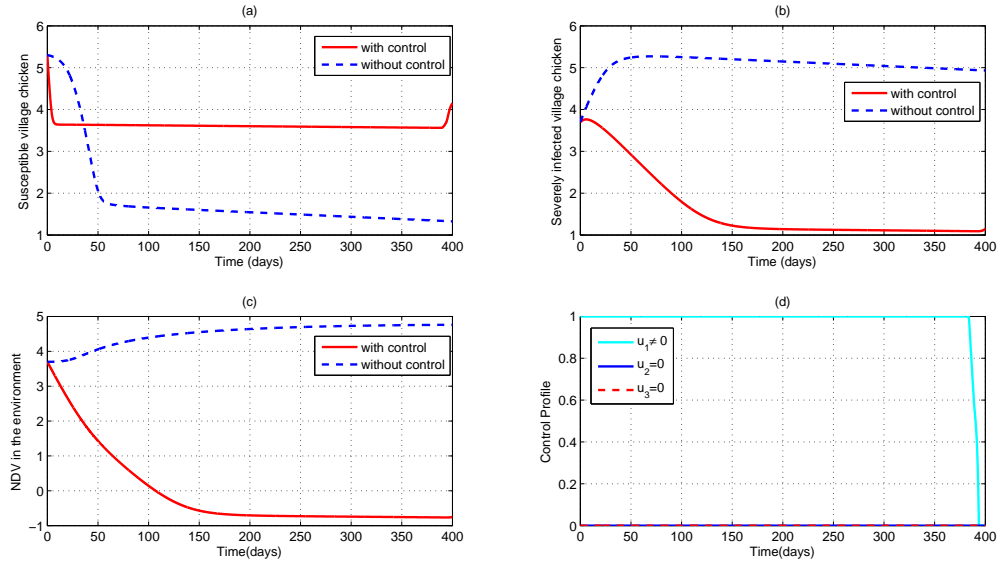 (a)
6
5
4
3
2
1
Susceptible village chicken
with control
without control
0 50 100 150 200 250 300 350 400
Time (days)
(b)
6
5
4
3
2
1
Severely infected village chicken
with control
without control
0 50 100 150 200 250 300 350 400
Time (days)
(c)
5
4
3
2
1
0
−1
NDV in the environment
with control
without control
0 50 100 150 200 250 300 350 400
Time(days)
(d)
1
0.8
0.6
0.4
0.2
0
Control Profile
u1≠ 0
u2=0
u3=0
0 50 100 150 200 250 300 350 400
Time(days)